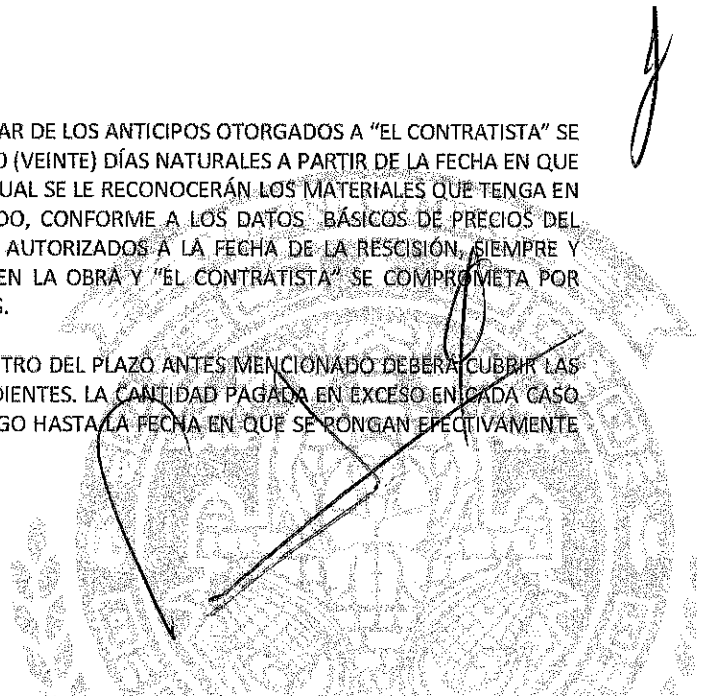 AR DE LOS ANTICIPOS OTORGADOS A "EL CONTRATISTA" SE
O (VEINTE) DÍAS NATURALES A PARTIR DE LA FECHA EN QUE
UAL SE LE RECONOCERÁN LOS MATERIALES QUE TENGA EN
DO, CONFORME A LOS DATOS BÁSICOS DE PRECIOS DEL
AUTORIZADOS A LA FECHA DE LA RESCISIÓN, SIEMPRE Y
EN LA OBRA Y "EL CONTRATISTA" SE COMPROMETA POR
S.
TRO DEL PLAZO ANTES MENCIONADO DEBERÁ CUBRIR LAS
DIENTES. LA CANTIDAD PAGADA EN EXCESO EN CADA CASO
GO HASTA LA FECHA EN QUE SE PONGAN EFECTIVAMENTE